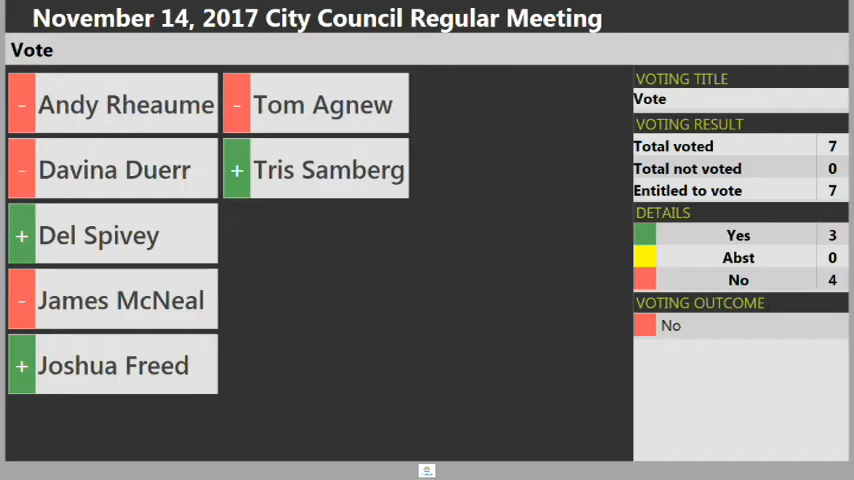 November 14, 2017 City Council Regular Meeting
Vote
- Andy Rheaume
- Tom Agnew
- Davina Duerr
+ Tris Samberg
+ Del Spivey
- James McNeal
+ Joshua Freed
VOTING TITLE
Vote
VOTING RESULT
Total voted 7
Total not voted 0
Entitled to vote 7
DETAILS
Yes 3
Abst 0
No 4
VOTING OUTCOME
No